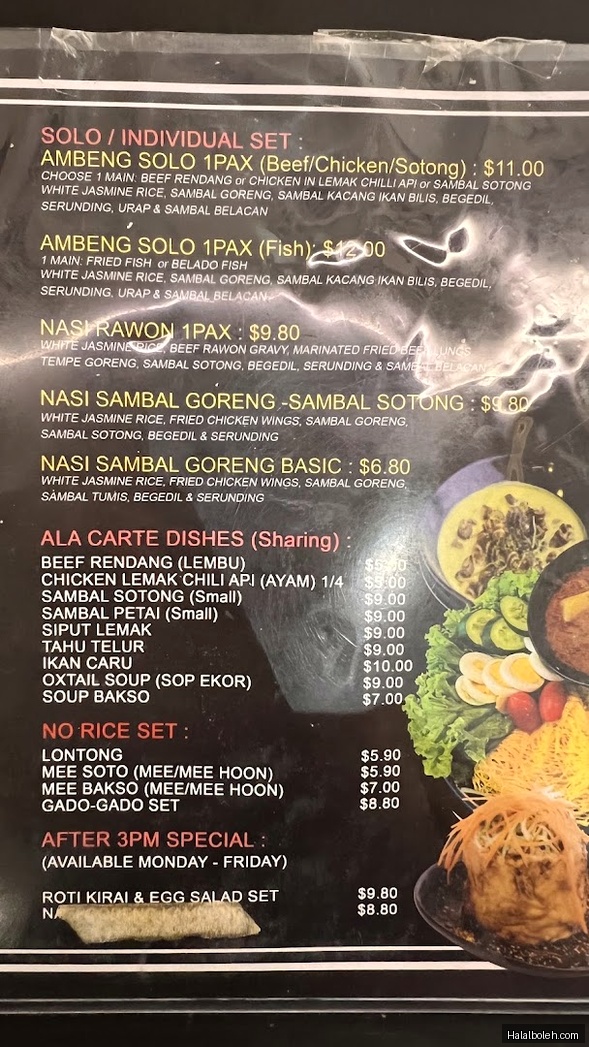 SOLO / INDIVIDUAL SET :
AMBENG SOLO 1PAX (Beef/Chicken/Sotong) : $11.00
CHOOSE 1 MAIN: BEEF RENDANG or CHICKEN IN LEMAK CHILLI API or SAMBAL SOTONG
WHITE JASMINE RICE, SAMBAL GORENG, SAMBAL KACANG IKAN BILIS, BEGEDIL,
SERUNDING, URAP & SAMBAL BELACAN
AMBENG SOLO 1PAX (Fish): $12.00
1 MAIN: FRIED FISH or BELADO FISH
WHITE JASMINE RICE, SAMBAL GORENG, SAMBAL KACANG IKAN BILIS, BEGEDIL,
SERUNDING, URAP & SAMBAL BELACAN
NASI RAWON 1PAX : $9.80
WHITE JASMINE RICE, BEEF RAWON GRAVY, MARINATED FRIED BEEF LUNGS
TEMPE GORENG, SAMBAL SOTONG, BEGEDIL, SERUNDING & SAMBAL BELACAN
NASI SAMBAL GORENG -SAMBAL SOTONG : $9.80
WHITE JASMINE RICE, FRIED CHICKEN WINGS, SAMBAL GORENG,
SAMBAL SOTONG, BEGEDIL & SERUNDING
NASI SAMBAL GORENG BASIC : $6.80
WHITE JASMINE RICE, FRIED CHICKEN WINGS, SAMBAL GORENG,
SAMBAL TUMIS, BEGEDIL & SERUNDING
ALA CARTE DISHES (Sharing) :
BEEF RENDANG (LEMBU)
CHICKEN LEMAK CHILI API (AYAM) 1/4
SAMBAL SOTONG (Small) $9.00
SAMBAL PETAI (Small) $9.00
SIPUT LEMAK $9.00
TAHU TELUR $9.00
IKAN CARU $10.00
OXTAIL SOUP (SOP EKOR) $9.00
SOUP BAKSO $7.00
NO RICE SET :
LONTONG $5.90
MEE SOTO (MEE/MEE HOON) $5.90
MEE BAKSO (MEE/MEE HOON) $7.00
GADO-GADO SET $8.80
AFTER 3PM SPECIAL :
(AVAILABLE MONDAY - FRIDAY)
ROTI KIRAI & EGG SALAD SET $9.80
$8.80
Halalboleh.com